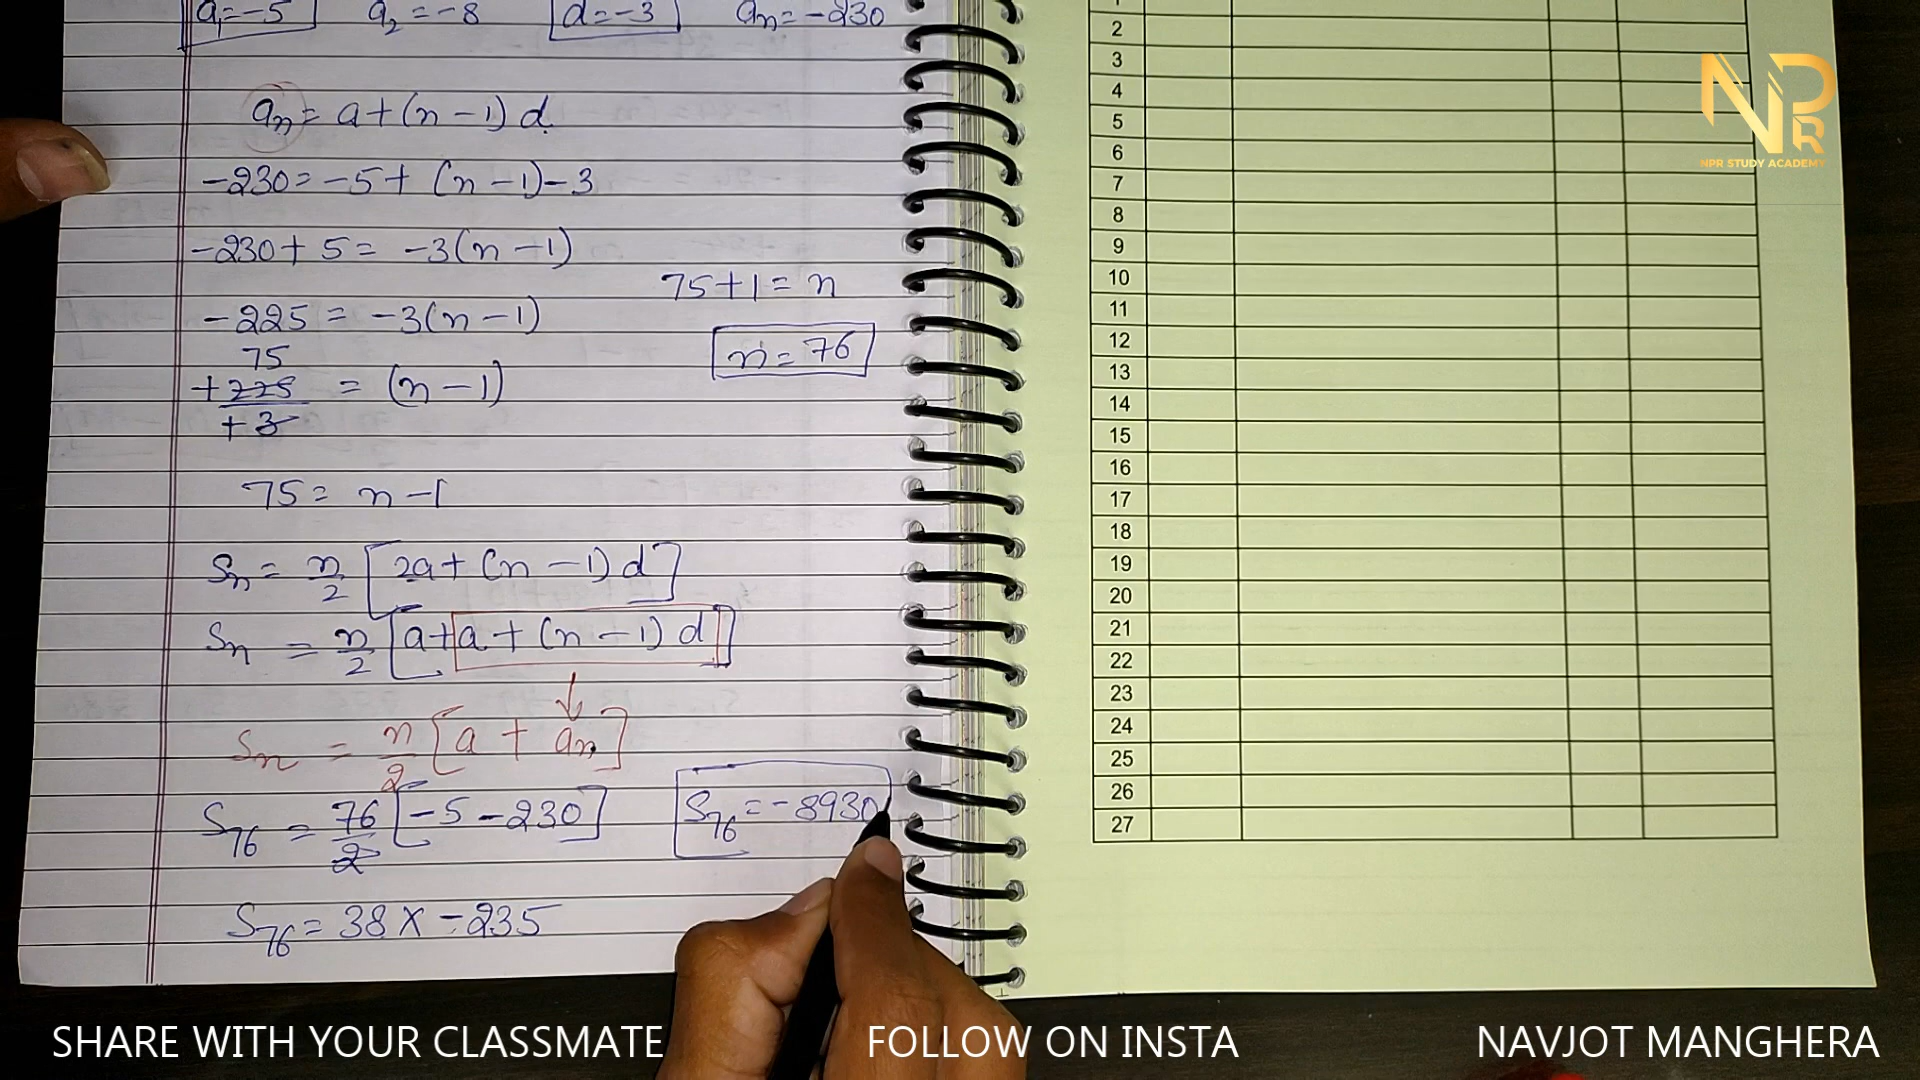 a₁=-5 a₂=-8 d=-3 aₙ=-230
aₙ= a+(n-1)d
-230=-5+ (n-1)-3
-230+5= -3(n-1)
-225 = -3(n-1)
75
+225/+3 = (n-1)
75= n-1
75+1= n
n=76
Sₙ= n/2 [2a+(n-1)d]
Sₙ = n/2 [a+a+(n-1)d]
↓
Sₙ = n/2 [a + aₙ]
S₇₆ = 76/2 [-5-230]
S₇₆= 38x-235
S₇₆=-8930
2
3
4
5
6
7
8
9
10
11
12
13
14
15
16
17
18
19
20
21
22
23
24
25
26
27
NPR
NPR STUDY ACADEMY
SHARE WITH YOUR CLASSMATE FOLLOW ON INSTA NAVJOT MANGHERA